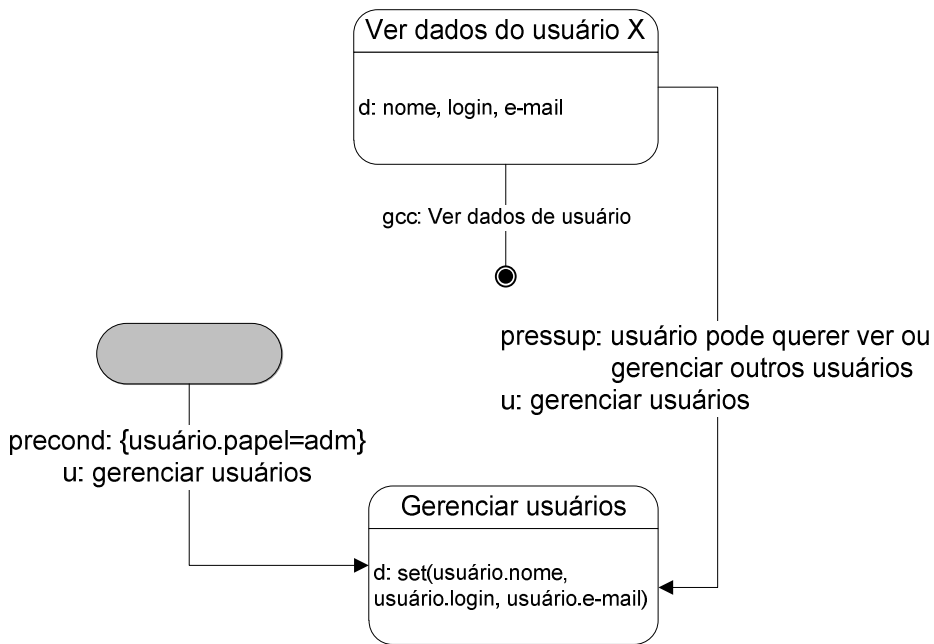 Ver dados do usuário X
d: nome, login, e-mail
gcc: Ver dados de usuário
pressup: usuário pode querer ver ou
gerenciar outros usuários
u: gerenciar usuários
precond: {usuário.papel=adm}
u: gerenciar usuários
Gerenciar usuários
d: set(usuário.nome,
usuário.login, usuário.e-mail)